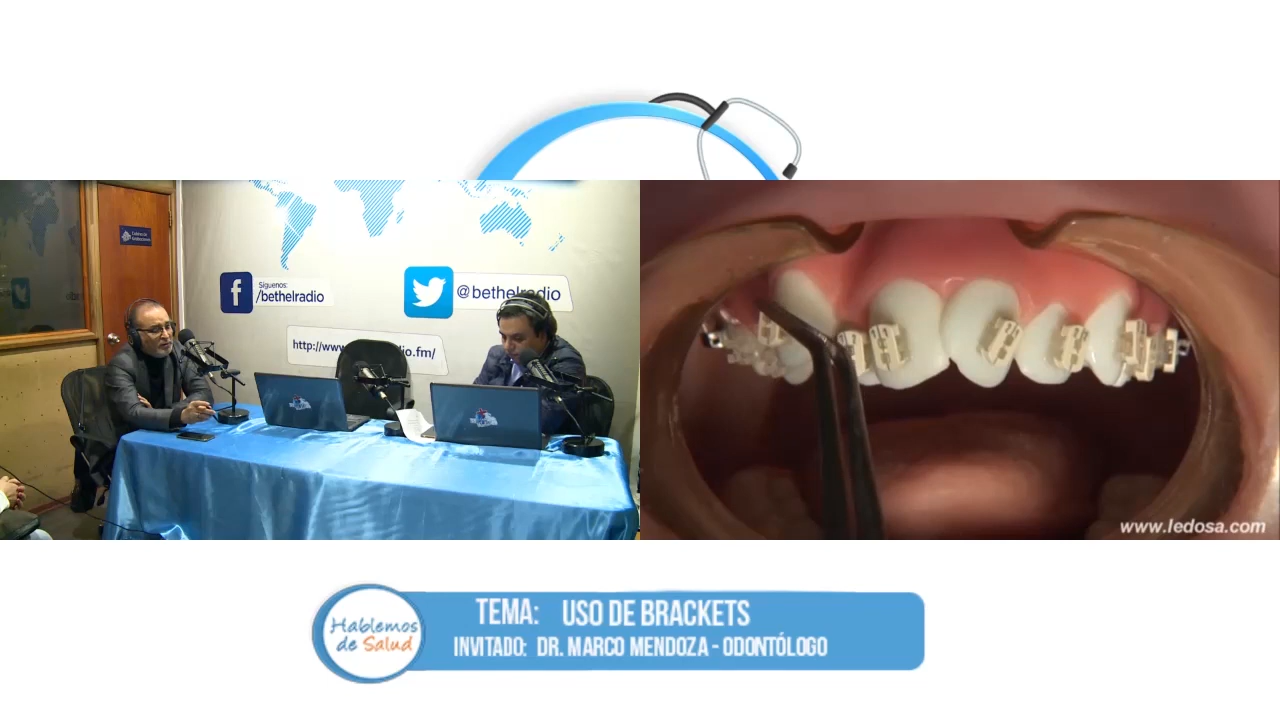 Síguenos:
/bethelradio
@bethelradio
http://www.
io.fm/
www.ledosa.com
Hablemos
de Salud
TEMA: USO DE BRACKETS
INVITADO: DR. MARCO MENDOZA - ODONTÓLOGO